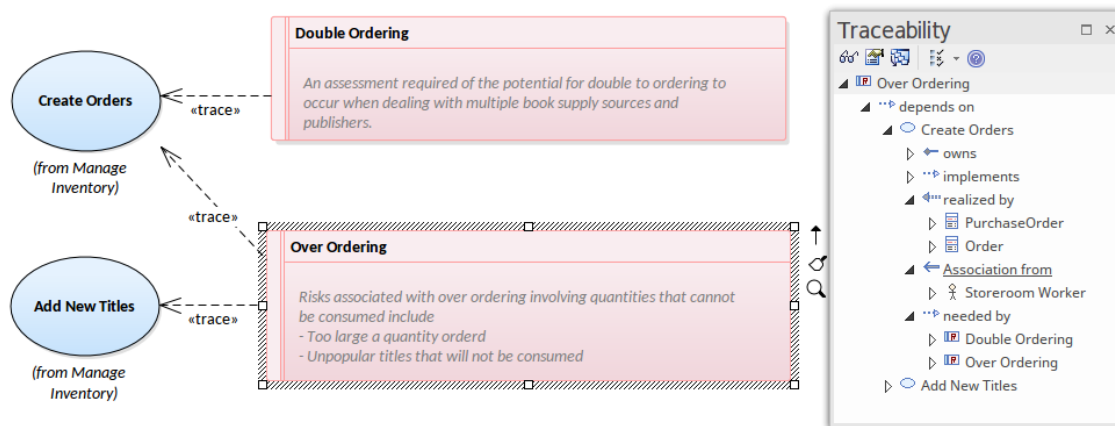 Double Ordering
An assessment required of the potential for double to ordering to
occur when dealing with multiple book supply sources and
publishers.
Create Orders
«trace»
(from Manage
Inventory)
«trace»
Over Ordering
Risks associated with over ordering involving quantities that cannot
be consumed include
- Too large a quantity orderd
- Unpopular titles that will not be consumed
Add New Titles
«trace»
(from Manage
Inventory)
Traceability
Over Ordering
depends on
Create Orders
owns
implements
realized by
PurchaseOrder
Order
Association from
Storeroom Worker
needed by
Double Ordering
Over Ordering
Add New Titles